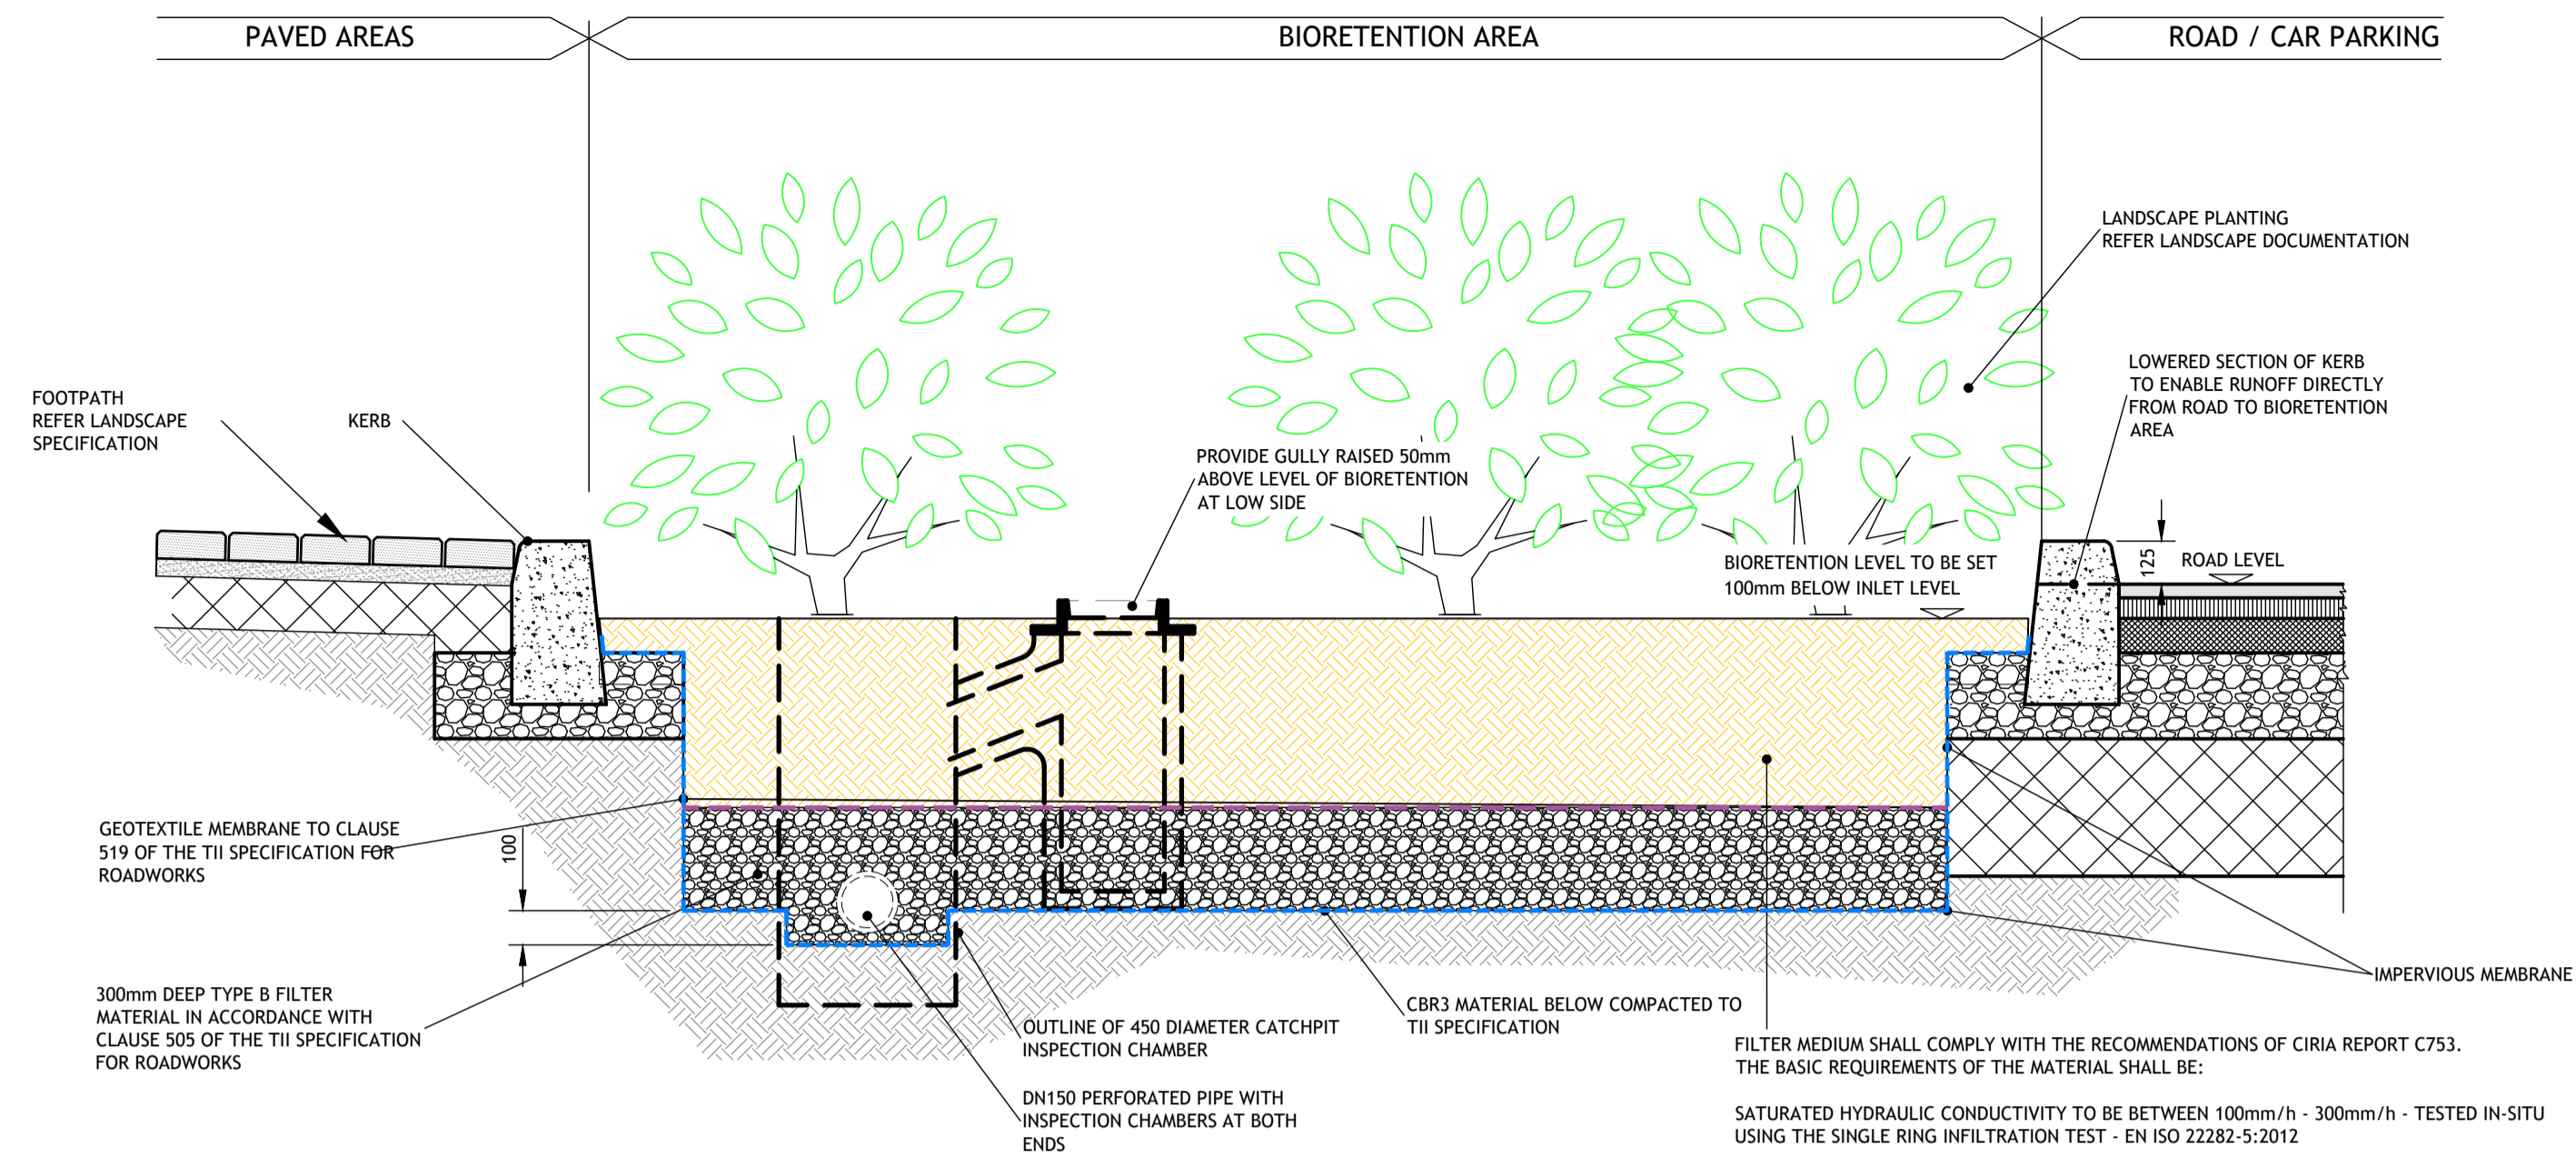 PAVED AREAS
BIORETENTION AREA
ROAD / CAR PARKING
LANDSCAPE PLANTING
REFER LANDSCAPE DOCUMENTATION
LOWERED SECTION OF KERB
TO ENABLE RUNOFF DIRECTLY
FROM ROAD TO BIORETENTION
AREA
FOOTPATH
REFER LANDSCAPE
SPECIFICATION
KERB
PROVIDE GULLY RAISED 50mm
ABOVE LEVEL OF BIORETENTION
AT LOW SIDE
BIORETENTION LEVEL TO BE SET
100mm BELOW INLET LEVEL
125
ROAD LEVEL
GEOTEXTILE MEMBRANE TO CLAUSE
519 OF THE TII SPECIFICATION FOR
ROADWORKS
100
300mm DEEP TYPE B FILTER
MATERIAL IN ACCORDANCE WITH
CLAUSE 505 OF THE TII SPECIFICATION
FOR ROADWORKS
OUTLINE OF 450 DIAMETER CATCHPIT
INSPECTION CHAMBER
DN150 PERFORATED PIPE WITH
INSPECTION CHAMBERS AT BOTH
ENDS
CBR3 MATERIAL BELOW COMPACTED TO
TII SPECIFICATION
IMPERVIOUS MEMBRANE
FILTER MEDIUM SHALL COMPLY WITH THE RECOMMENDATIONS OF CIRIA REPORT C753.
THE BASIC REQUIREMENTS OF THE MATERIAL SHALL BE:
SATURATED HYDRAULIC CONDUCTIVITY TO BE BETWEEN 100mm/h - 300mm/h - TESTED IN-SITU
USING THE SINGLE RING INFILTRATION TEST - EN ISO 22282-5:2012